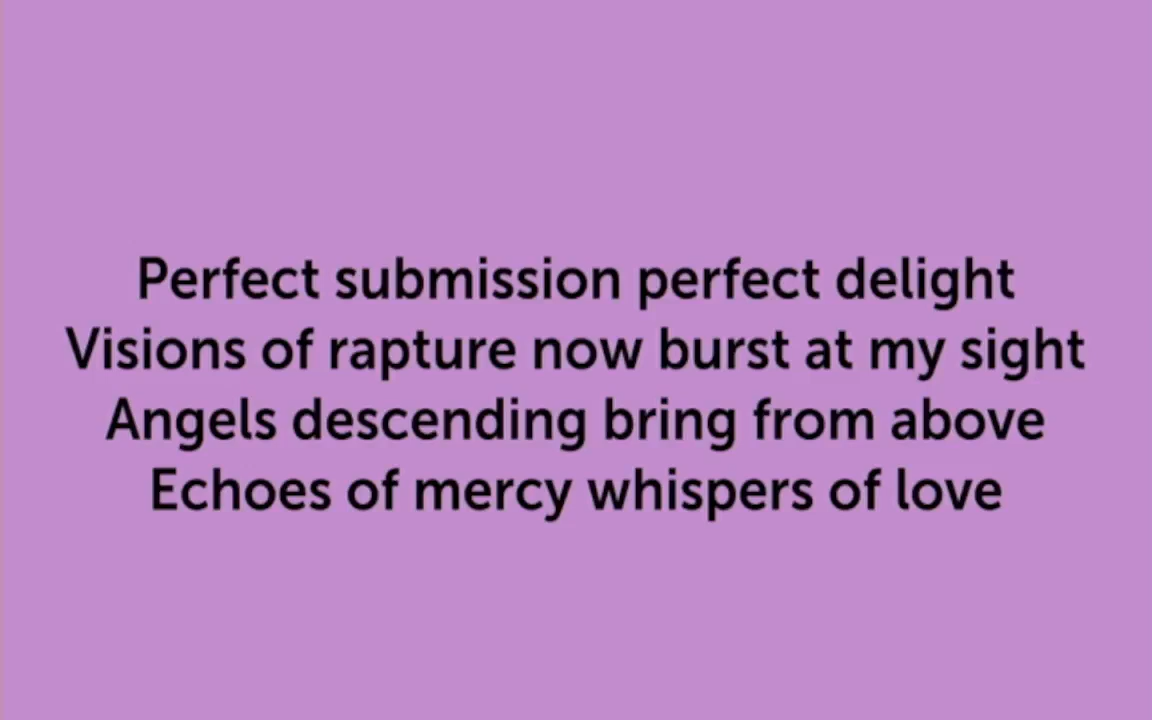 Perfect submission perfect delight
Visions of rapture now burst at my sight
Angels descending bring from above
Echoes of mercy whispers of love